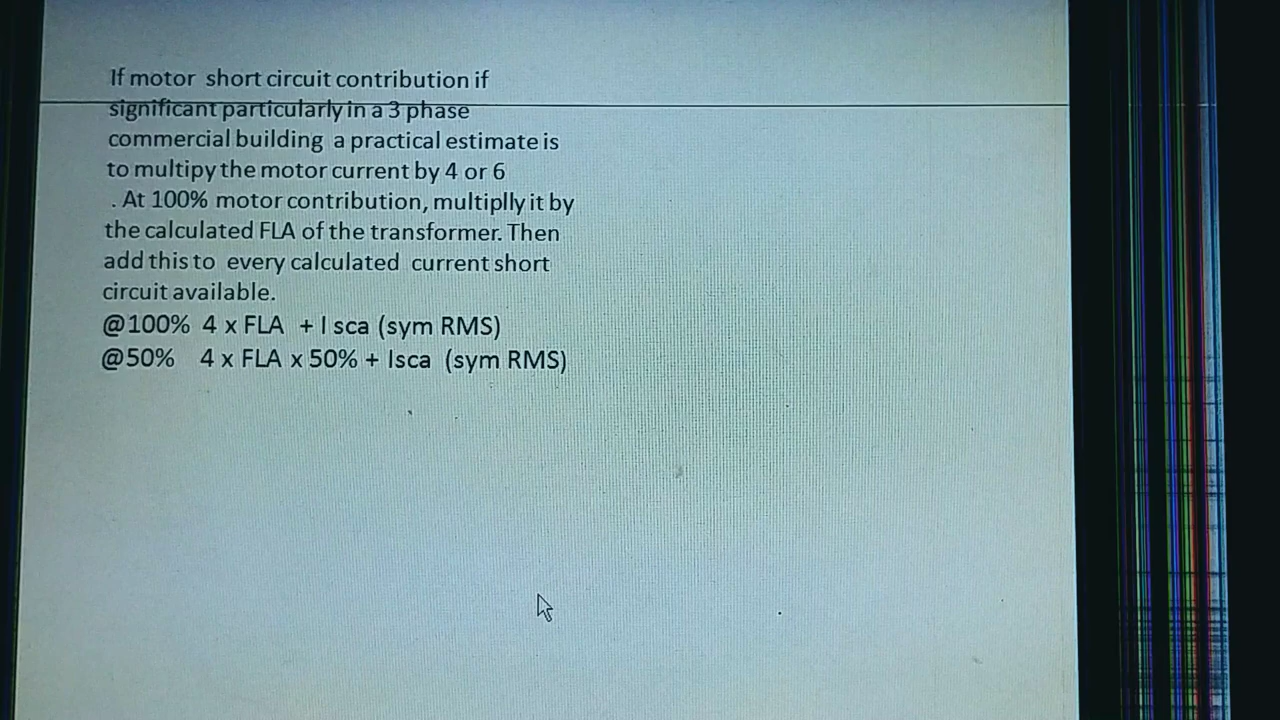 If motor short circuit contribution if
significant particularly in a 3 phase
commercial building a practical estimate is
to multipy the motor current by 4 or 6
. At 100% motor contribution, multiplly it by
the calculated FLA of the transformer. Then
add this to every calculated current short
circuit available.
@100% 4 x FLA + I sca (sym RMS)
@50% 4 x FLA x 50% + Isca (sym RMS)